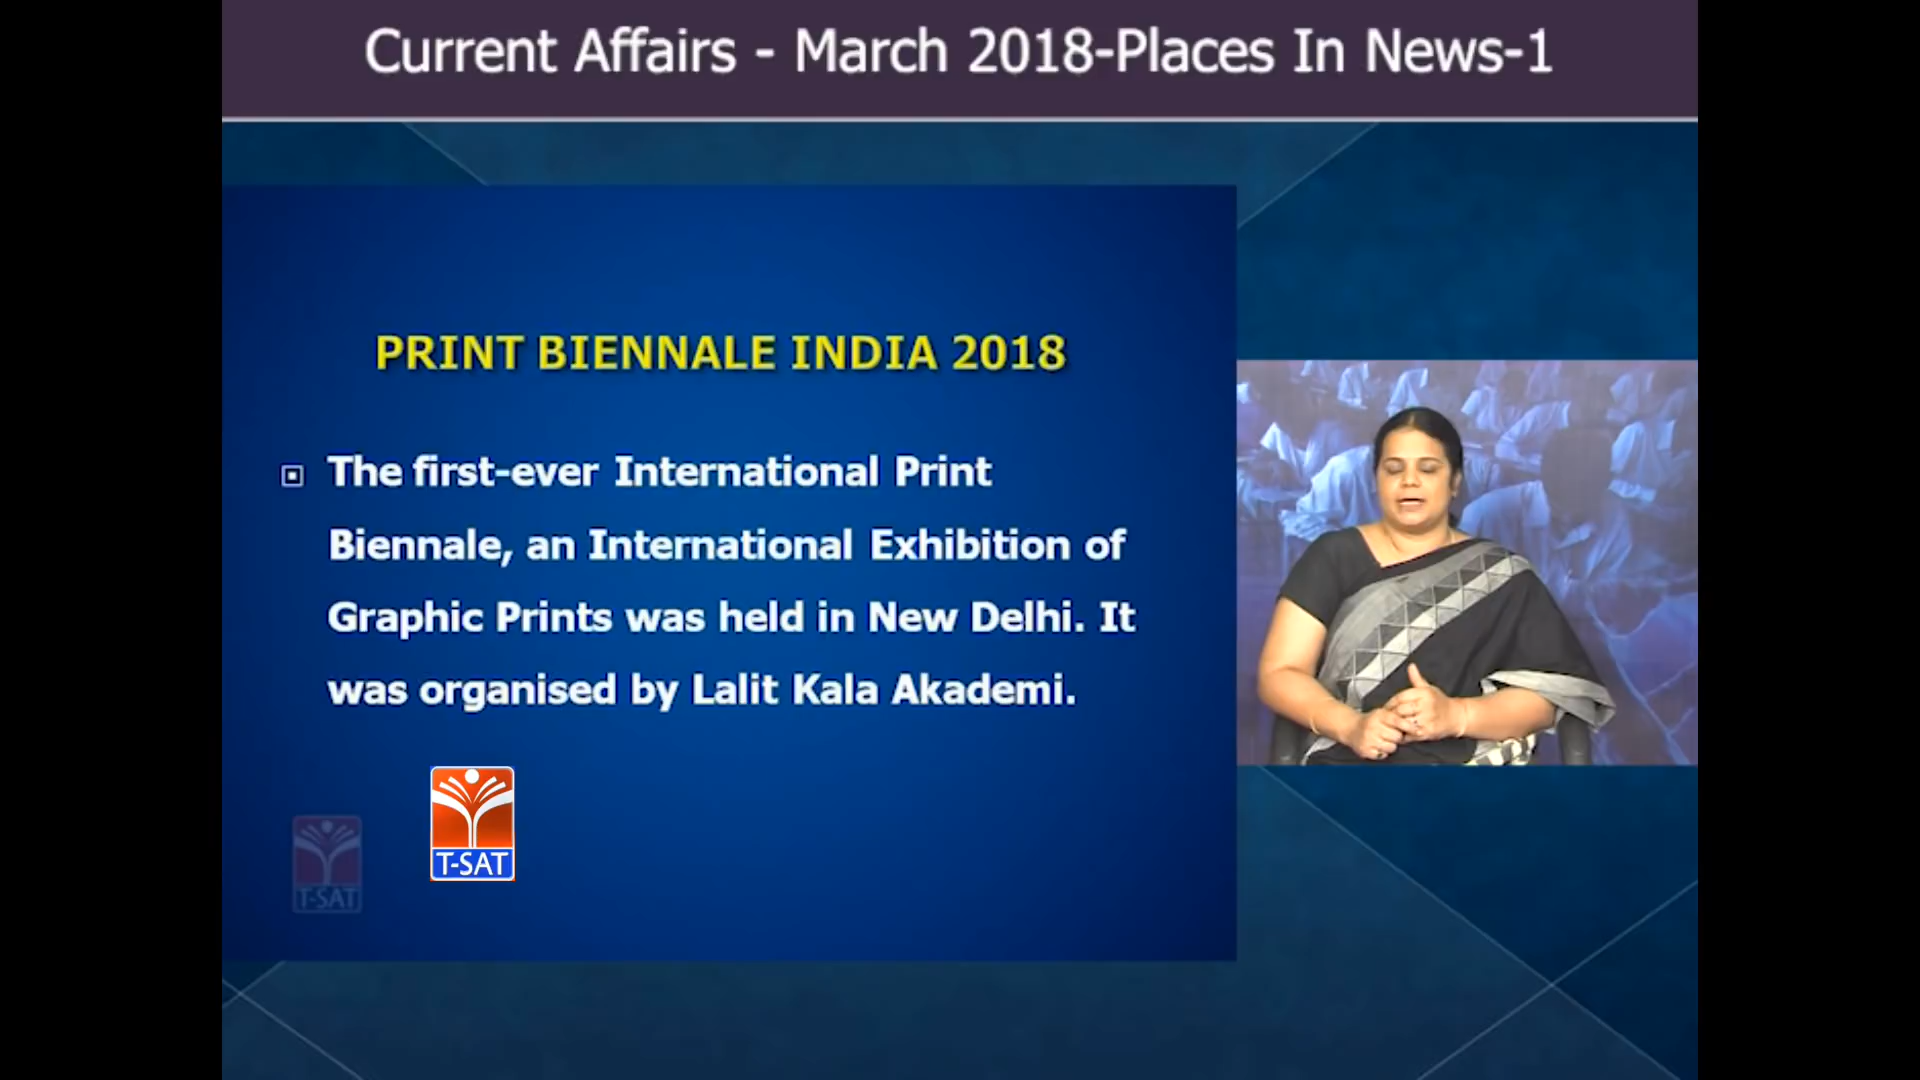 Current Affairs - March 2018-Places In News-1
PRINT BIENNALE INDIA 2018
The first-ever International Print
Biennale, an International Exhibition of
Graphic Prints was held in New Delhi. It
was organised by Lalit Kala Akademi.
T-SAT
T-SAT